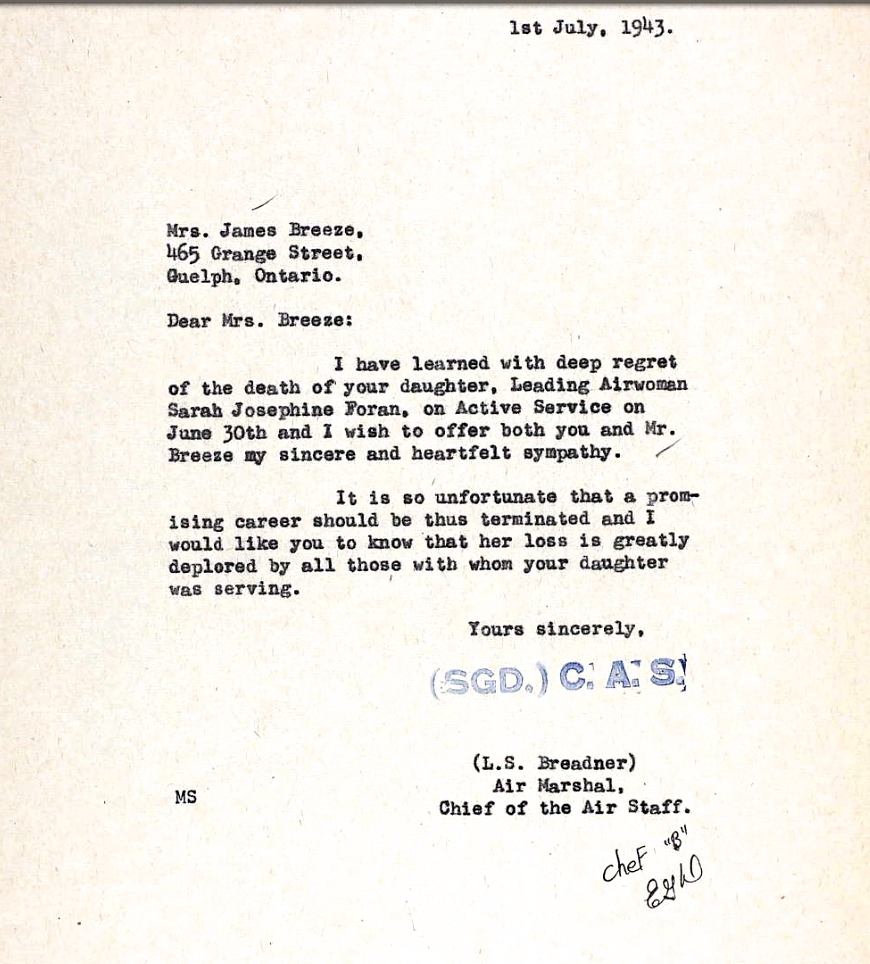 1st July, 1943.
Mrs. James Breeze,
465 Grange Street,
Guelph, Ontario.
Dear Mrs. Breeze:
I have learned with deep regret
of the death of your daughter, Leading Airwoman
Sarah Josephine Foran, on Active Service on
June 30th and I wish to offer both you and Mr.
Breeze my sincere and heartfelt sympathy.
It is so unfortunate that a prom-
ising career should be thus terminated and I
would like you to know that her loss is greatly
deplored by all those with whom your daughter
was serving.
Yours sincerely,
(SGD.) C. A. S.
(L.S. Breadner)
Air Marshal,
MS
Chief of the Air Staff.
"B"